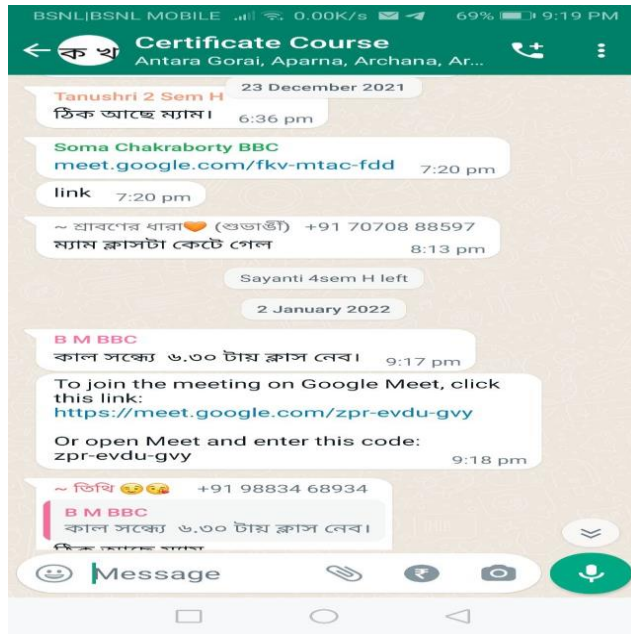 BSNL|BSNL MOBILE 0.00K/s 69% 9:19 PM
ক খ Certificate Course
Antara Gorai, Aparna, Archana, Ar...
23 December 2021
Tanushri 2 Sem H
ঠিক আছে ম্যাম। 6:36 pm
Soma Chakraborty BBC
meet.google.com/fkv-mtac-fdd 7:20 pm
link 7:20 pm
~ শ্রাবণের ধারা🧡 (শুভাঙ্গী) +91 70708 88597
ম্যাম ক্লাসটা কেটে গেল 8:13 pm
Sayanti 4sem H left
2 January 2022
B M BBC
কাল সন্ধ্যে ৬.৩০ টায় ক্লাস নেব। 9:17 pm
To join the meeting on Google Meet, click
this link:
https://meet.google.com/zpr-evdu-gvy
Or open Meet and enter this code:
zpr-evdu-gvy 9:18 pm
~ তিথি 😏😘 +91 98834 68934
B M BBC
কাল সন্ধ্যে ৬.৩০ টায় ক্লাস নেব।
Message